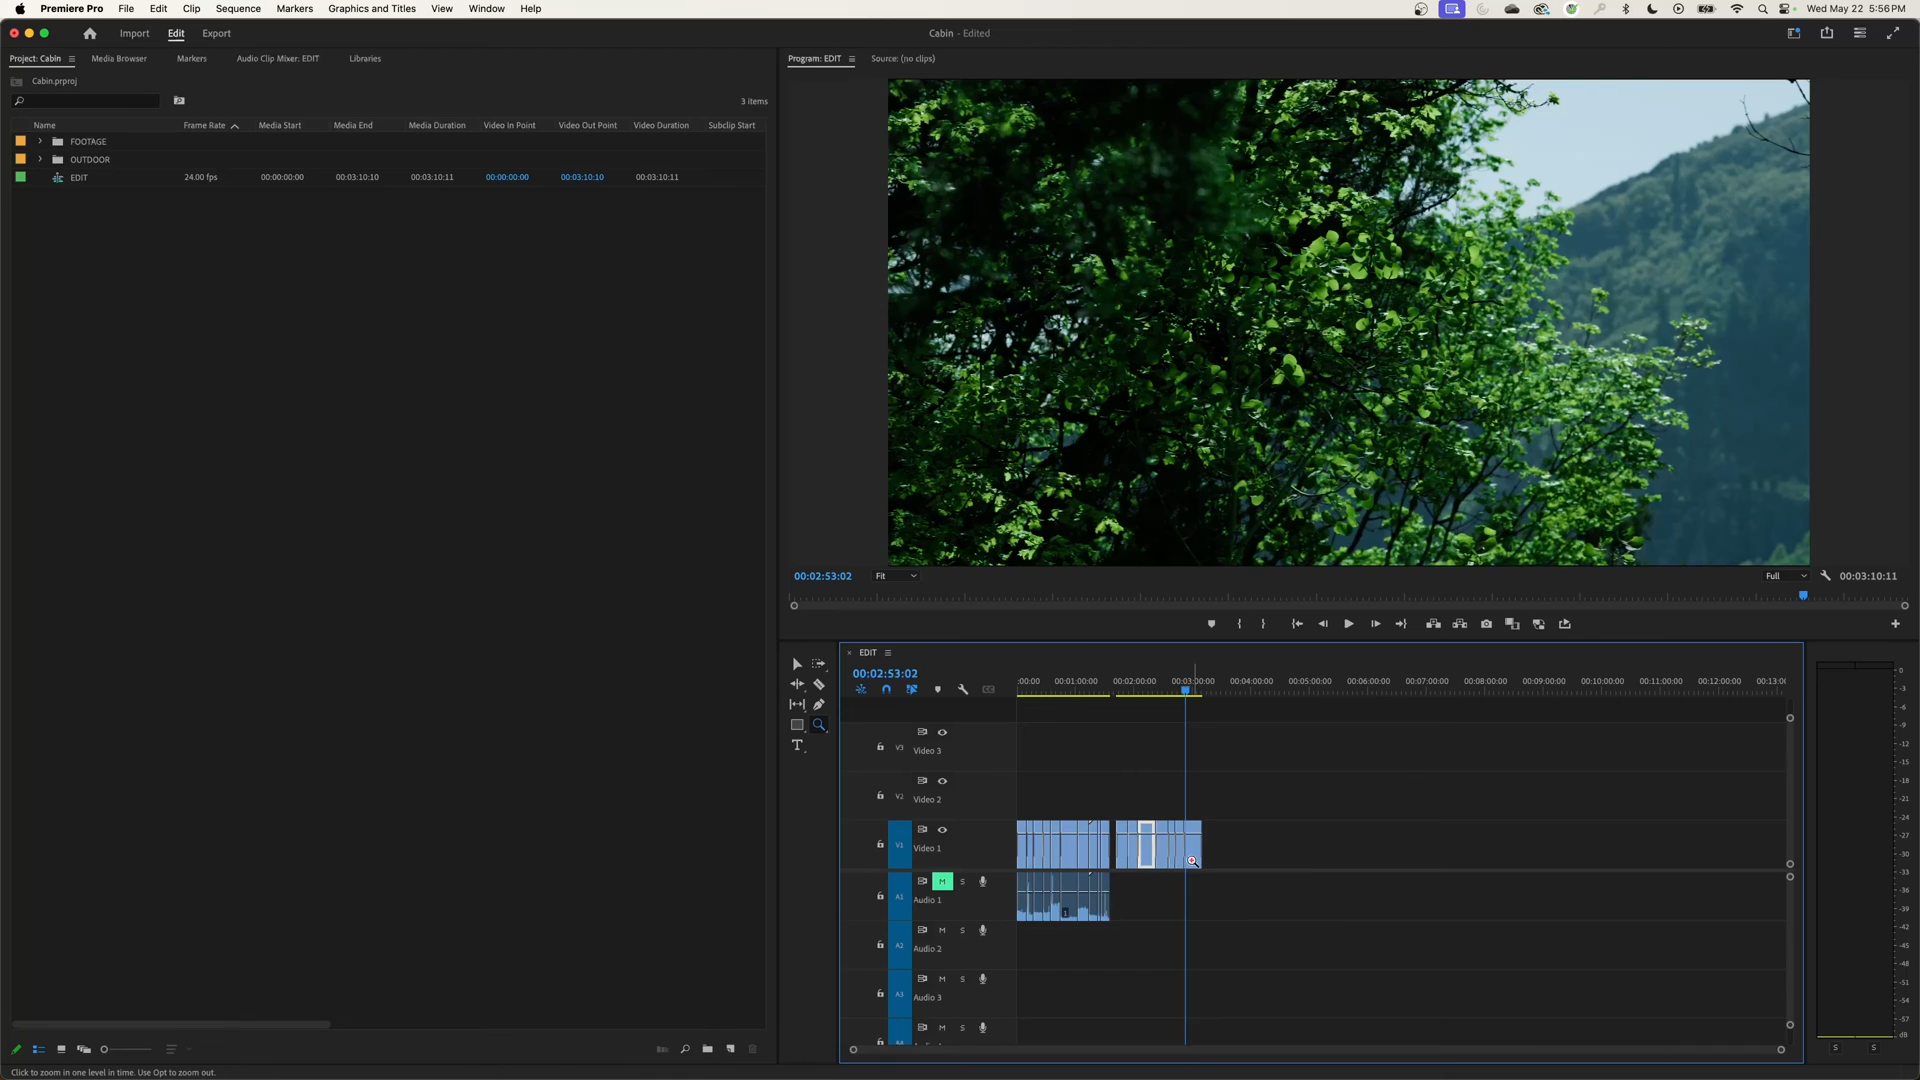 Premiere Pro File Edit Clip Sequence Markers Graphics and Titles View Window Help Wed May 22 5:56 PM
Import Edit Export Cabin - Edited
Project: Cabin Media Browser Markers Audio Clip Mixer: EDIT Libraries
Program: EDIT Source: (no clips)
Cabin.prproj
3 items
Name Frame Rate Media Start Media End Media Duration Video In Point Video Out Point Video Duration Subclip Start
FOOTAGE
OUTDOOR
EDIT 24.00 fps 00:00:00:00 00:03:10:10 00:03:10:11 00:00:00:00 00:03:10:10 00:03:10:11
00:02:53:02 Fit Full 00:03:10:11
EDIT
00:02:53:02
:00:00 00:01:00:00 00:02:00:00 00:03:00:00 00:04:00:00 00:05:00:00 00:06:00:00 00:07:00:00 00:08:00:00 00:09:00:00 00:10:00:00 00:11:00:00 00:12:00:00 00:13:0
V3 Video 3
V2 Video 2
V1 Video 1
A1 M S Audio 1
A2 M S Audio 2
A3 M S Audio 3
M S
0
-3
-6
-9
-12
-15
-18
-21
-24
-27
-30
-33
-36
-39
-42
-45
-48
-51
-54
-57
dB
S S
Click to zoom in one level in time. Use Opt to zoom out.